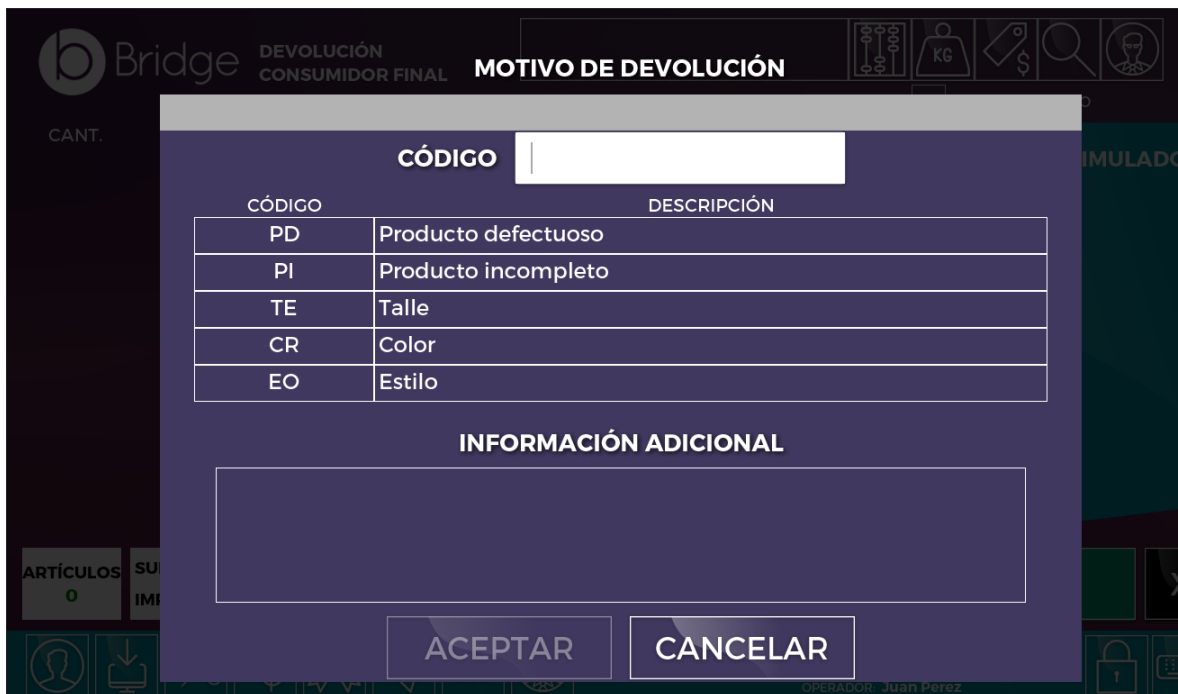 Bridge
DEVOLUCIÓN
CONSUMIDOR FINAL
MOTIVO DE DEVOLUCIÓN
KG
$
CANT.
CÓDIGO
CÓDIGO DESCRIPCIÓN
PD Producto defectuoso
PI Producto incompleto
TE Talle
CR Color
EO Estilo
INFORMACIÓN ADICIONAL
ARTÍCULOS
0
ACEPTAR CANCELAR
OPERADOR: Juan Perez